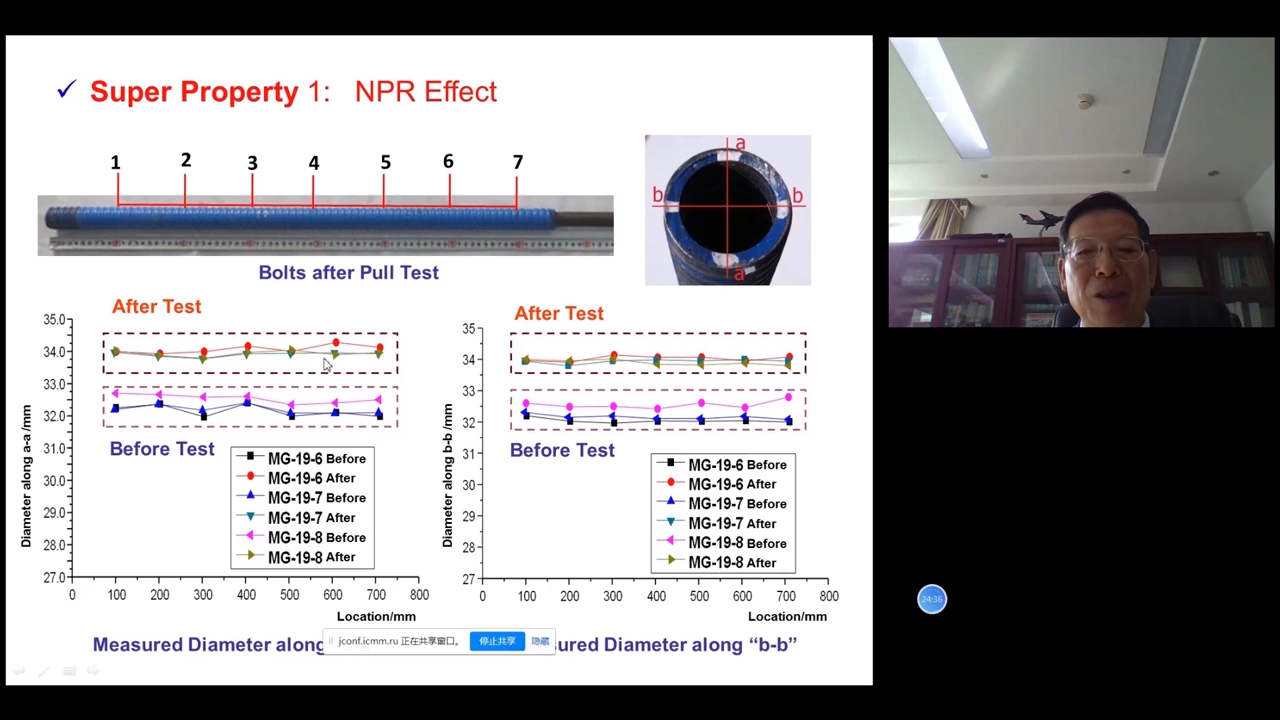 ✓ Super Property 1: NPR Effect
1 2 3 4 5 6 7
a
b b
a
Bolts after Pull Test
After Test
35.0
34.0
33.0
32.0
31.0
30.0
29.0
28.0
27.0
Diameter along a-a /mm
Before Test
MG-19-6 Before
MG-19-6 After
MG-19-7 Before
MG-19-7 After
MG-19-8 Before
MG-19-8 After
0 100 200 300 400 500 600 700 800
Location/mm
Measured Diameter along
After Test
35
34
33
32
31
30
29
28
27
Diameter along b-b /mm
Before Test
MG-19-6 Before
MG-19-6 After
MG-19-7 Before
MG-19-7 After
MG-19-8 Before
MG-19-8 After
0 100 200 300 400 500 600 700 800
Location/mm
sured Diameter along “b-b”
jconf.icmm.ru 正在共享窗口。 停止共享 隐藏
24:36